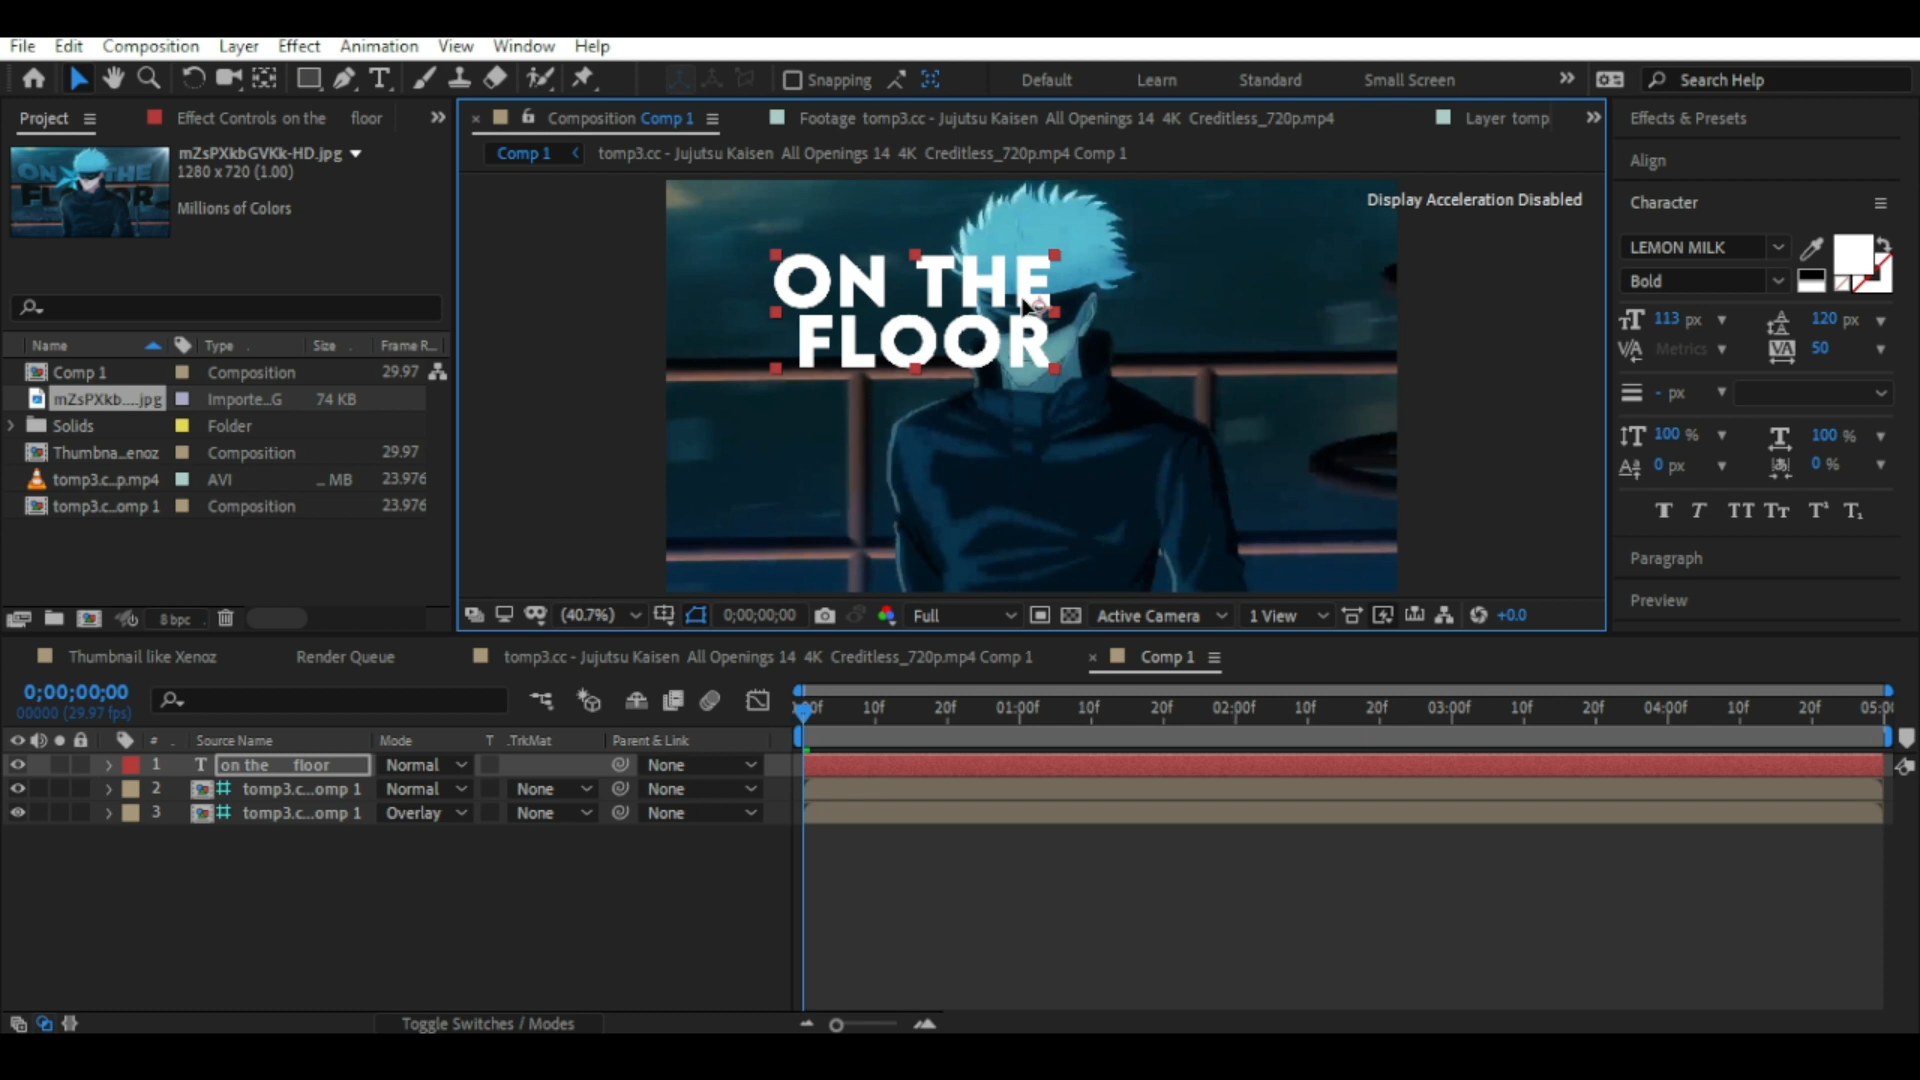 File Edit Composition Layer Effect Animation View Window Help
Snapping Default Learn Standard Small Screen Search Help
Project Effect Controls on the floor
mZsPXkbGVKk-HD.jpg
1280 x 720 (1.00)
Millions of Colors
ON THE
FLOOR
Name Type Size Frame R...
Comp 1 Composition 29.97
mZsPXkb....jpg Importe...G 74 KB
Solids Folder
Thumbna...enoz Composition 29.97
tomp3.c...p.mp4 AVI ... MB 23.976
tomp3.c...omp 1 Composition 23.976
8 bpc
Composition Comp 1 Footage tomp3.cc - Jujutsu Kaisen All Openings 14 4K Creditless_720p.mp4 Layer tomp
Comp 1 tomp3.cc - Jujutsu Kaisen All Openings 14 4K Creditless_720p.mp4 Comp 1
Display Acceleration Disabled
ON THE
FLOOR
(40.7%) 0;00;00;00 Full Active Camera 1 View +0.0
Effects & Presets
Align
Character
LEMON MILK
Bold
113 px 120 px
Metrics 50
- px
100 % 100 %
0 px 0 %
Paragraph
Preview
Thumbnail like Xenoz Render Queue tomp3.cc - Jujutsu Kaisen All Openings 14 4K Creditless_720p.mp4 Comp 1 × Comp 1
0;00;00;00
00000 (29.97 fps)
00f 10f 20f 01:00f 10f 20f 02:00f 10f 20f 03:00f 10f 20f 04:00f 10f 20f 05:0
# Source Name Mode T .TrkMat Parent & Link
1 T on the floor Normal None
2 tomp3.c...omp 1 Normal None None
3 tomp3.c...omp 1 Overlay None None
Toggle Switches / Modes